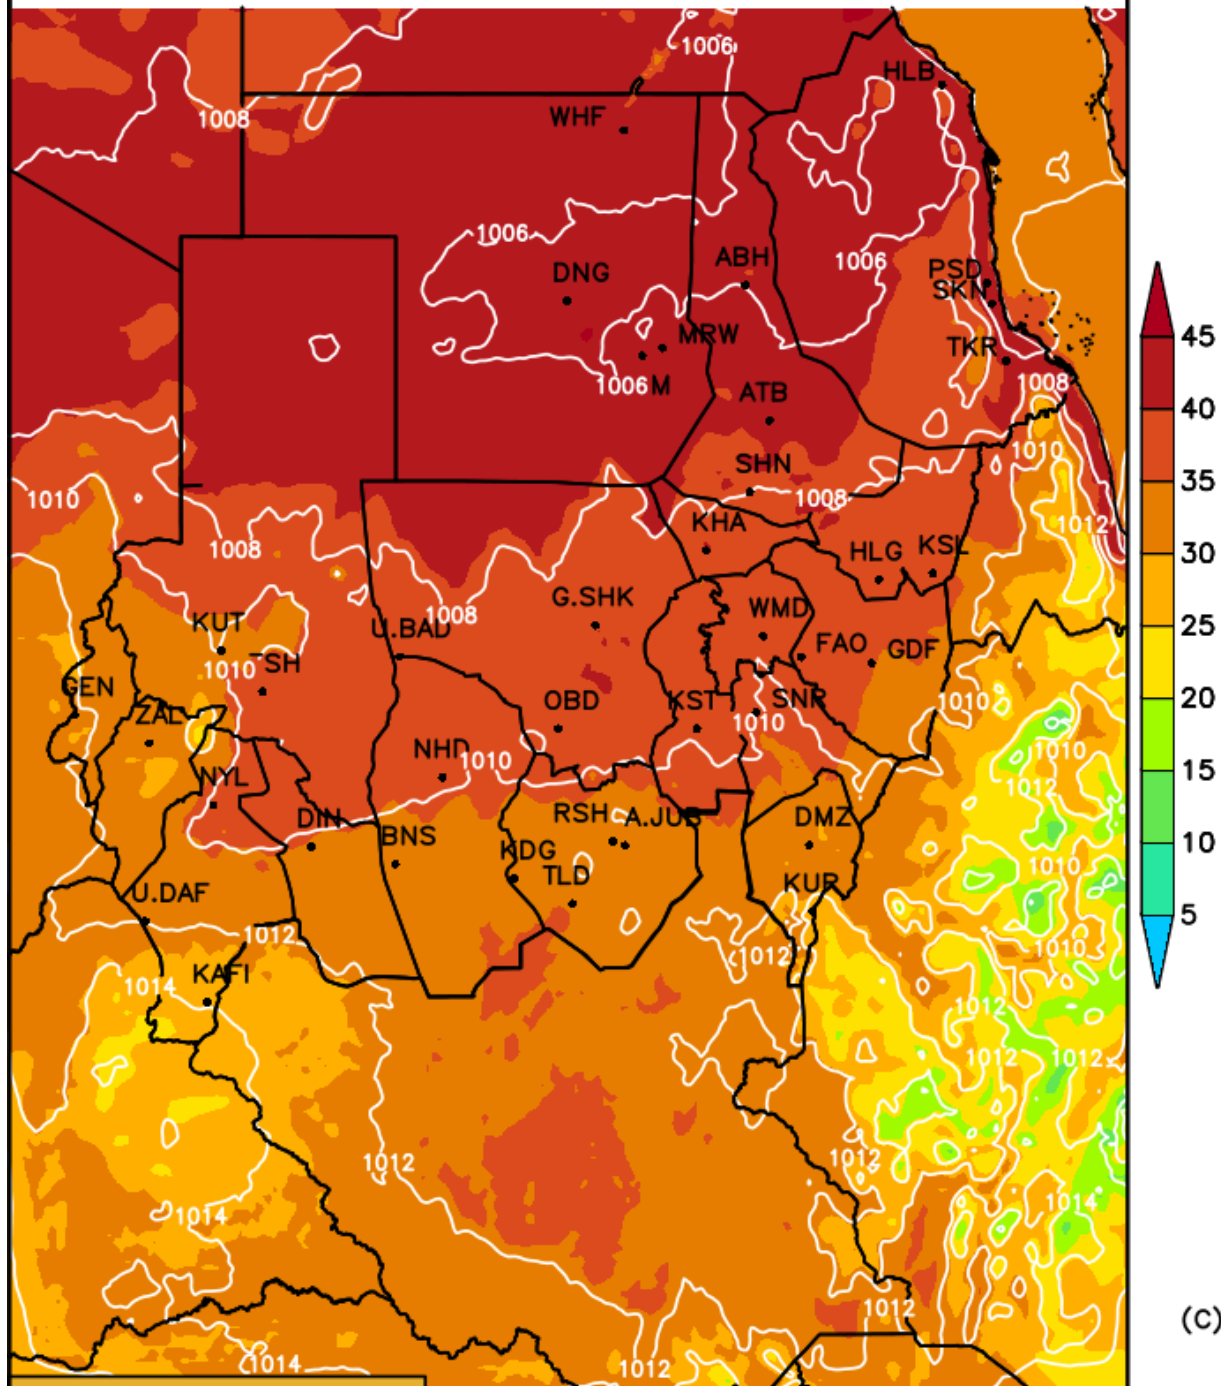 1006
HLB
1008
WHF
1006
ABH
1006
DNG
PSD
SKN
45
MRW
TKR
1006 M
1008
ATB
40
1010
SHN
1010
1008
35
KHA
1012
1008
HLG KSL
30
G.SHK
1008
WMD
KUT
U.BAD
25
FAO GDF
1010 SH
GEN
OBD KST SNR
1010
20
ZAL
1010
NHD
1010
1010
15
NYL
1012
RSH A.JUB
DIN
DMZ
BNS
10
KDG
1010
TLD
KUR
U.DAF
5
1012
1010
1012
KAFI
1014
1012
1012
1012
1012
1012
1014
1014
1012
(C)
1014
1012